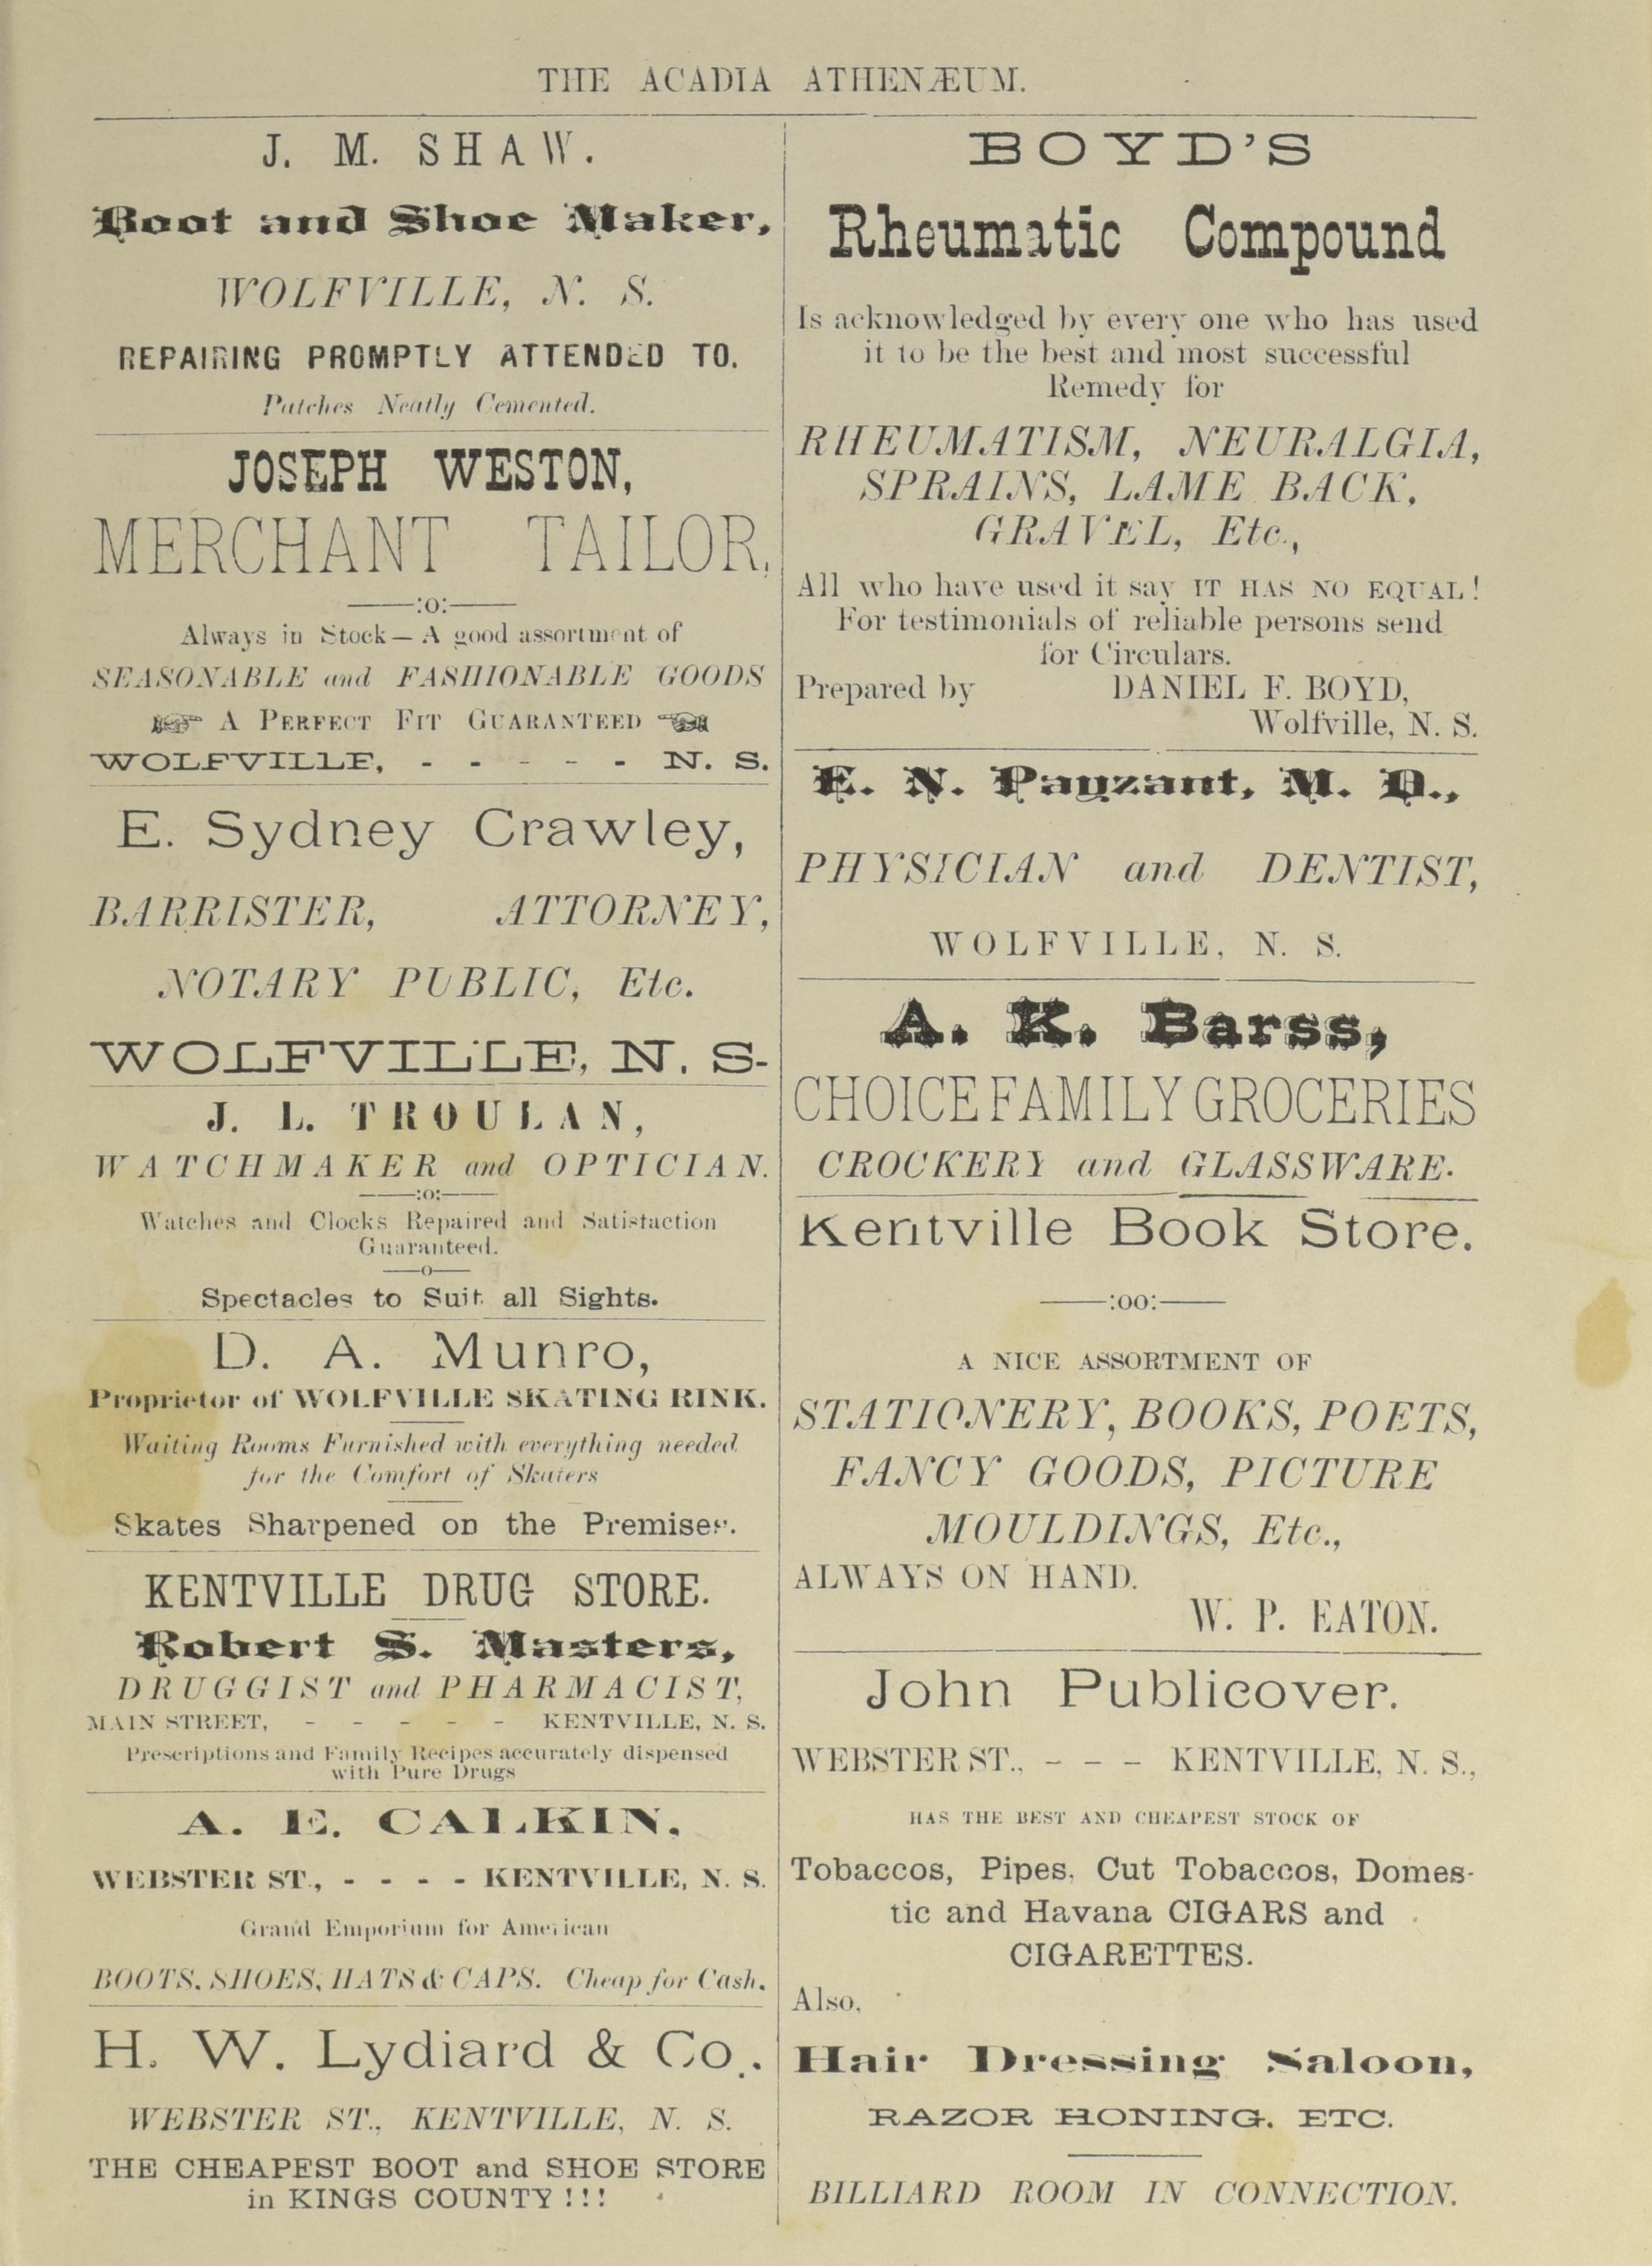 THE ACADIA ATHENÆUM.
J. M. SHAW.
Boot and Shoe Maker,
WOLFVILLE, N. S.
REPAIRING PROMPTLY ATTENDED TO.
Patches Neatly Cemented.
JOSEPH WESTON,
MERCHANT TAILOR,
——:o:——
Always in Stock—A good assortment of
SEASONABLE and FASHIONABLE GOODS
☞ A PERFECT FIT GUARANTEED ☜
WOLFVILLE, - - - - - N. S.
E. Sydney Crawley,
BARRISTER, ATTORNEY,
NOTARY PUBLIC, Etc.
WOLFVILLE, N. S-
J. L. TROULAN,
WATCHMAKER and OPTICIAN.
——:o:——
Watches and Clocks Repaired and Satisfaction
Guaranteed.
——o——
Spectacles to Suit all Sights.
D. A. Munro,
Proprietor of WOLFVILLE SKATING RINK.
Waiting Rooms Furnished with everything needed
for the Comfort of Skaters
Skates Sharpened on the Premises.
KENTVILLE DRUG STORE.
Robert S. Masters,
DRUGGIST and PHARMACIST,
MAIN STREET, - - - - - KENTVILLE, N. S.
Prescriptions and Family Recipes accurately dispensed
with Pure Drugs
A. E. CALKIN,
WEBSTER ST., - - - - KENTVILLE, N. S.
Grand Emporium for American
BOOTS, SHOES, HATS & CAPS. Cheap for Cash.
H. W. Lydiard & Co.
WEBSTER ST., KENTVILLE, N. S.
THE CHEAPEST BOOT and SHOE STORE
in KINGS COUNTY!!!
BOYD'S
Rheumatic Compound
Is acknowledged by every one who has used
it to be the best and most successful
Remedy for
RHEUMATISM, NEURALGIA,
SPRAINS, LAME BACK,
GRAVEL, Etc.,
All who have used it say IT HAS NO EQUAL!
For testimonials of reliable persons send
for Circulars.
Prepared by DANIEL F. BOYD,
Wolfville, N. S.
E. N. Payzant, M. D.,
PHYSICIAN and DENTIST,
WOLFVILLE, N. S.
A. K. Barss,
CHOICE FAMILY GROCERIES
CROCKERY and GLASSWARE.
Kentville Book Store.
——:oo:——
A NICE ASSORTMENT OF
STATIONERY, BOOKS, POETS,
FANCY GOODS, PICTURE
MOULDINGS, Etc.,
ALWAYS ON HAND.
W. P. EATON.
John Publicover.
WEBSTER ST., - - - KENTVILLE, N. S.,
HAS THE BEST AND CHEAPEST STOCK OF
Tobaccos, Pipes, Cut Tobaccos, Domes-
tic and Havana CIGARS and
CIGARETTES.
Also,
Hair Dressing Saloon,
RAZOR HONING, ETC.
BILLIARD ROOM IN CONNECTION.